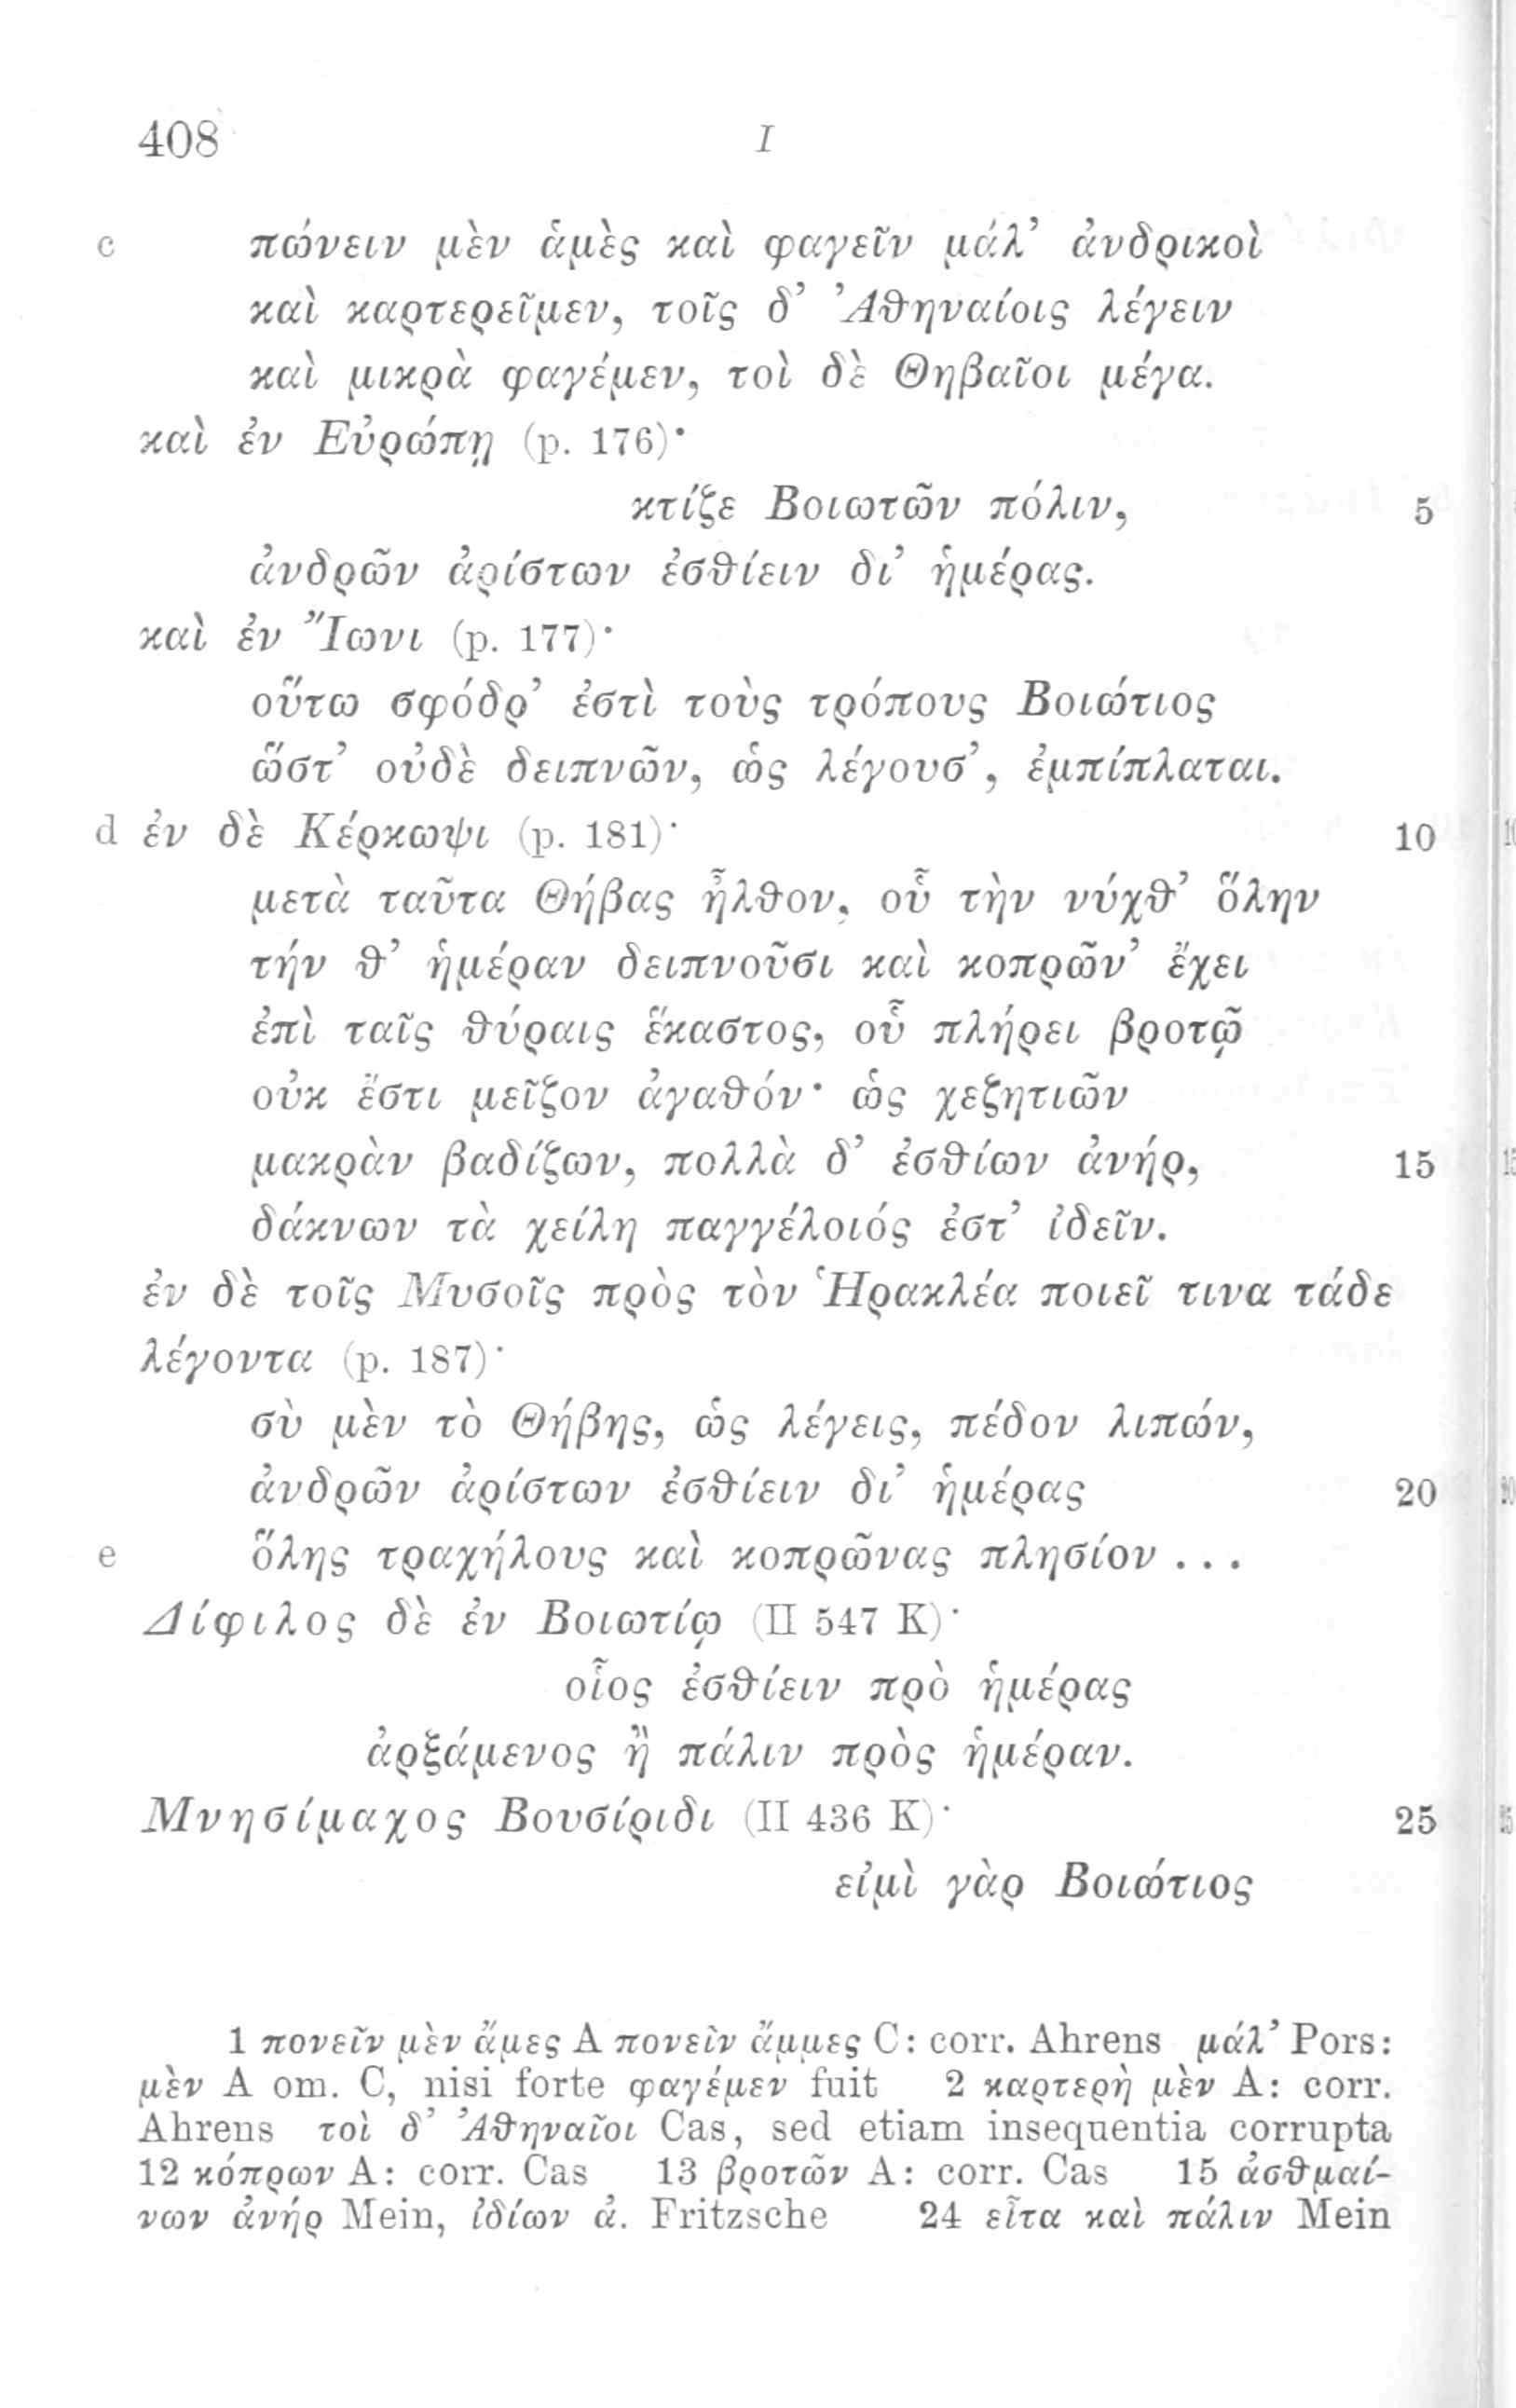 408 I
c πώνειν μὲν ἁμὲς καὶ φαγεῖν μάλ’ ἀνδρικοὶ
καὶ καρτερεῖμεν, τοῖς δ’ Ἀθηναίοις λέγειν
καὶ μικρὰ φαγέμεν, τοὶ δὲ Θηβαῖοι μέγα.
καὶ ἐν Εὐρώπῃ (p. 176)·
κτίζε Βοιωτῶν πόλιν, 5
ἀνδρῶν ἀρίστων ἐσθίειν δι’ ἡμέρας.
καὶ ἐν Ἴωνι (p. 177)·
οὕτω σφόδρ’ ἐστὶ τοὺς τρόπους Βοιώτιος
ὥστ’ οὐδὲ δειπνῶν, ὡς λέγουσ’, ἐμπίπλαται.
d ἐν δὲ Κέρκωψι (p. 181)· 10
μετὰ ταῦτα Θήβας ἦλθον, οὗ τὴν νύχθ’ ὅλην
τήν θ’ ἡμέραν δειπνοῦσι καὶ κοπρῶν’ ἔχει
ἐπὶ ταῖς θύραις ἕκαστος, οὗ πλήρει βροτῷ
οὐκ ἔστι μεῖζον ἀγαθόν· ὡς χεζητιῶν
μακρὰν βαδίζων, πολλὰ δ’ ἐσθίων ἀνήρ, 15
δάκνων τὰ χείλη παγγέλοιός ἐστ’ ἰδεῖν.
ἐν δὲ τοῖς Μυσοῖς πρὸς τὸν Ἡρακλέα ποιεῖ τινα τάδε
λέγοντα (p. 187)·
σὺ μὲν τὸ Θήβης, ὡς λέγεις, πέδον λιπών,
ἀνδρῶν ἀρίστων ἐσθίειν δι’ ἡμέρας 20
e ὅλης τραχήλους καὶ κοπρῶνας πλησίον . . .
Δίφιλος δὲ ἐν Βοιωτίῳ (II 547 K)·
οἷος ἐσθίειν πρὸ ἡμέρας
ἀρξάμενος ἢ πάλιν πρὸς ἡμέραν.
Μνησίμαχος Βουσίριδι (II 436 K)· 25
εἰμὶ γὰρ Βοιώτιος
1 πονεῖν μὲν ἄμες A πονεὶν ἄμμες C: corr. Ahrens μάλ’ Pors:
μὲν A om. C, nisi forte φαγέμεν fuit 2 καρτερὴ μὲν A: corr.
Ahrens τοὶ δ’ Ἀθηναῖοι Cas, sed etiam insequentia corrupta
12 κόπρων A: corr. Cas 13 βροτῶν A: corr. Cas 15 ἀσθμαί-
νων ἀνήρ Mein, ἰδίων ἀ. Fritzsche 24 εἶτα καὶ πάλιν Mein